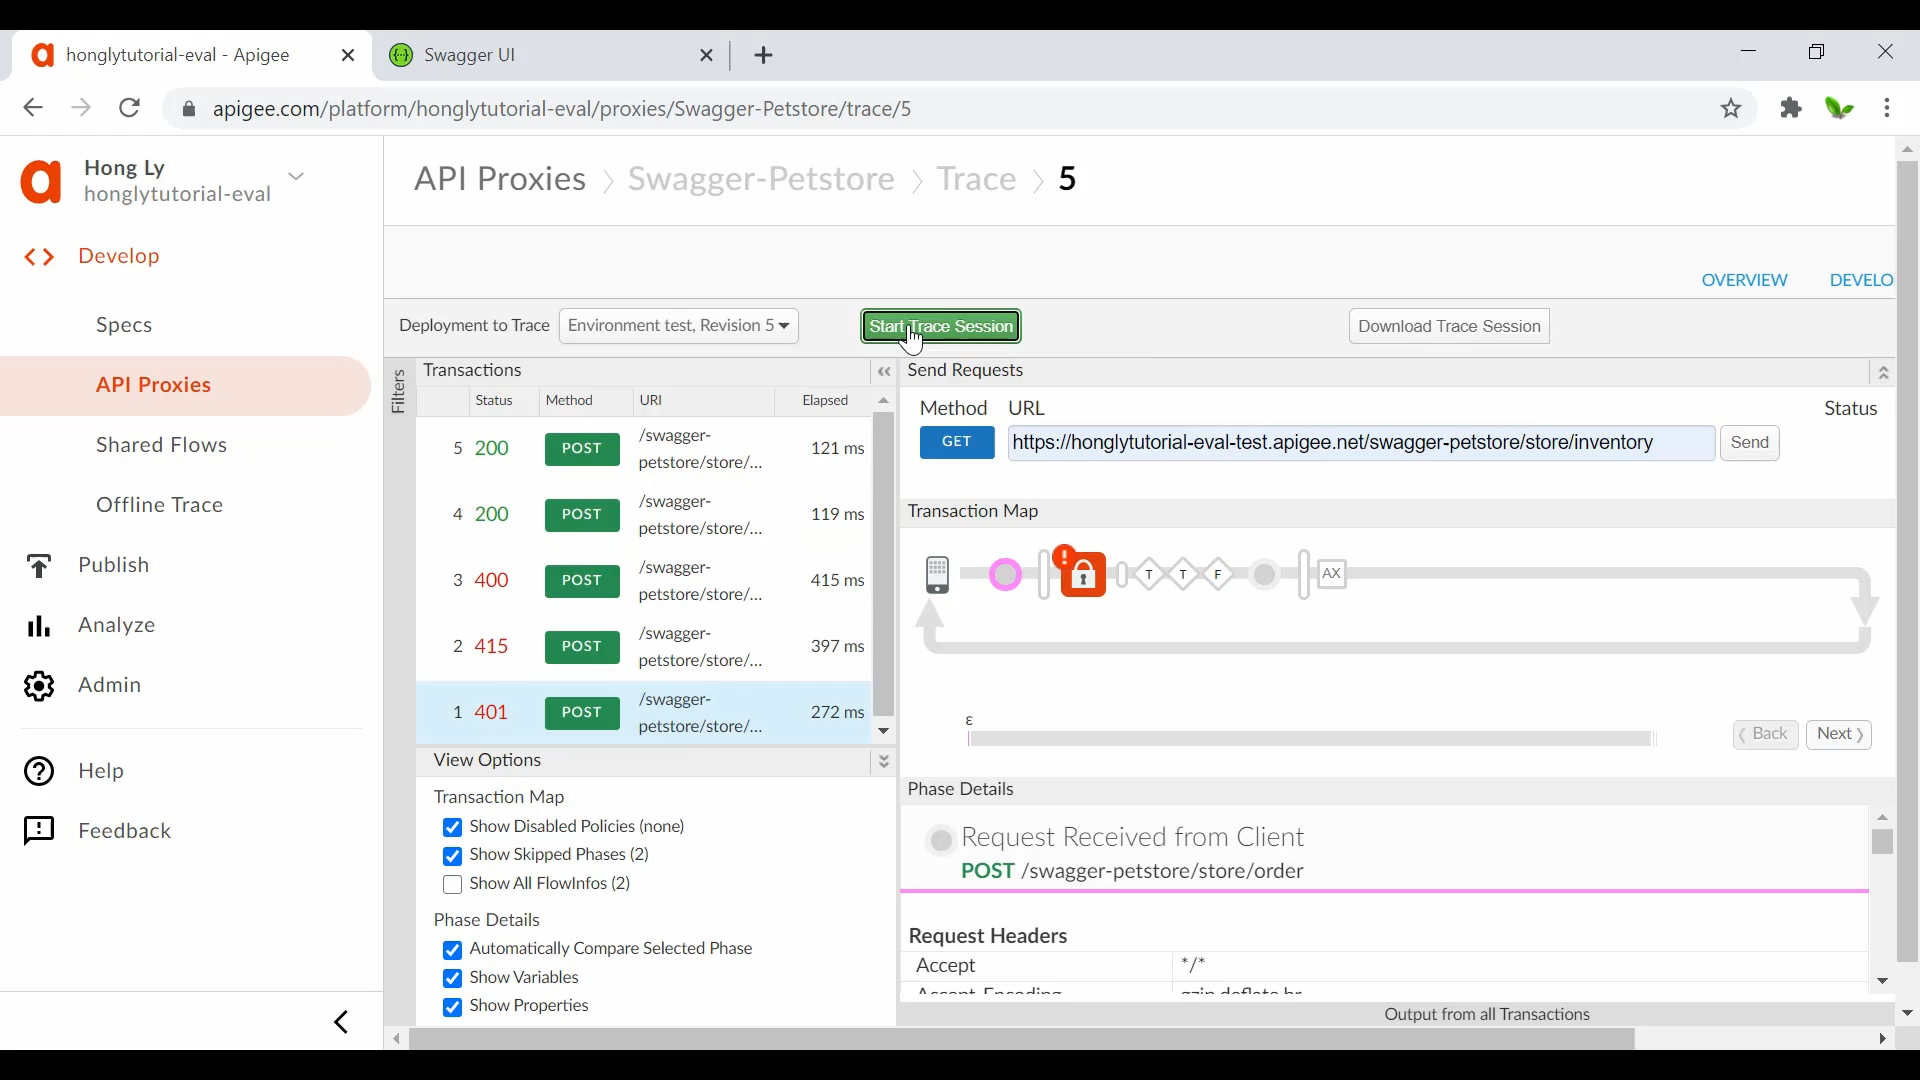 honglytutorial-eval - Apigee
Swagger UI
apigee.com/platform/honglytutorial-eval/proxies/Swagger-Petstore/trace/5
Hong Ly
honglytutorial-eval
Develop
Specs
API Proxies
Shared Flows
Offline Trace
Publish
Analyze
Admin
Help
Feedback
API Proxies > Swagger-Petstore > Trace > 5
OVERVIEW DEVELO
Deployment to Trace Environment test, Revision 5 Start Trace Session Download Trace Session
Filters
Transactions
Status Method URI Elapsed
5 200 POST /swagger-petstore/store/... 121 ms
4 200 POST /swagger-petstore/store/... 119 ms
3 400 POST /swagger-petstore/store/... 415 ms
2 415 POST /swagger-petstore/store/... 397 ms
1 401 POST /swagger-petstore/store/... 272 ms
View Options
Transaction Map
Show Disabled Policies (none)
Show Skipped Phases (2)
Show All FlowInfos (2)
Phase Details
Automatically Compare Selected Phase
Show Variables
Show Properties
Send Requests
Method URL Status
GET https://honglytutorial-eval-test.apigee.net/swagger-petstore/store/inventory Send
Transaction Map
T T F AX
ε
Back Next
Phase Details
Request Received from Client
POST /swagger-petstore/store/order
Request Headers
Accept */*
Accept-Encoding gzip deflate br
Output from all Transactions